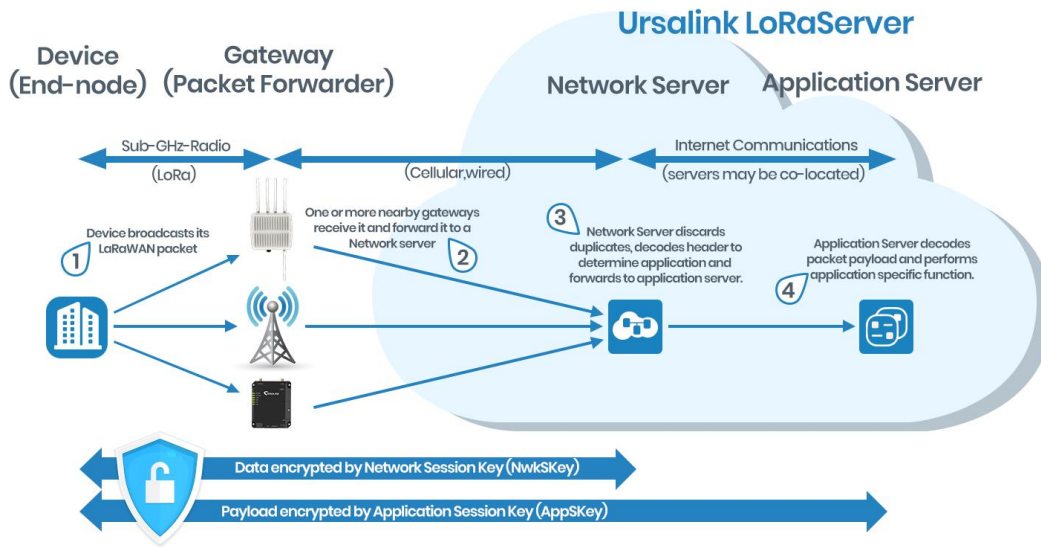 Ursalink LoRaServer
Device
(End-node)
Gateway
(Packet Forwarder)
Network Server
Application Server
Sub-GHz-Radio
(LoRa)
(Cellular,wired)
Internet Communications
(servers may be co-located)
1
Device broadcasts its
LaRaWAN packet
One or more nearby gateways
receive it and forward it to a
Network server
2
3
Network Server discards
duplicates, decodes header to
determine application and
forwards to application server.
4
Application Server decodes
packet payload and performs
application specific function.
Data encrypted by Network Session Key (NwkSKey)
Payload encrypted by Application Session Key (AppSKey)